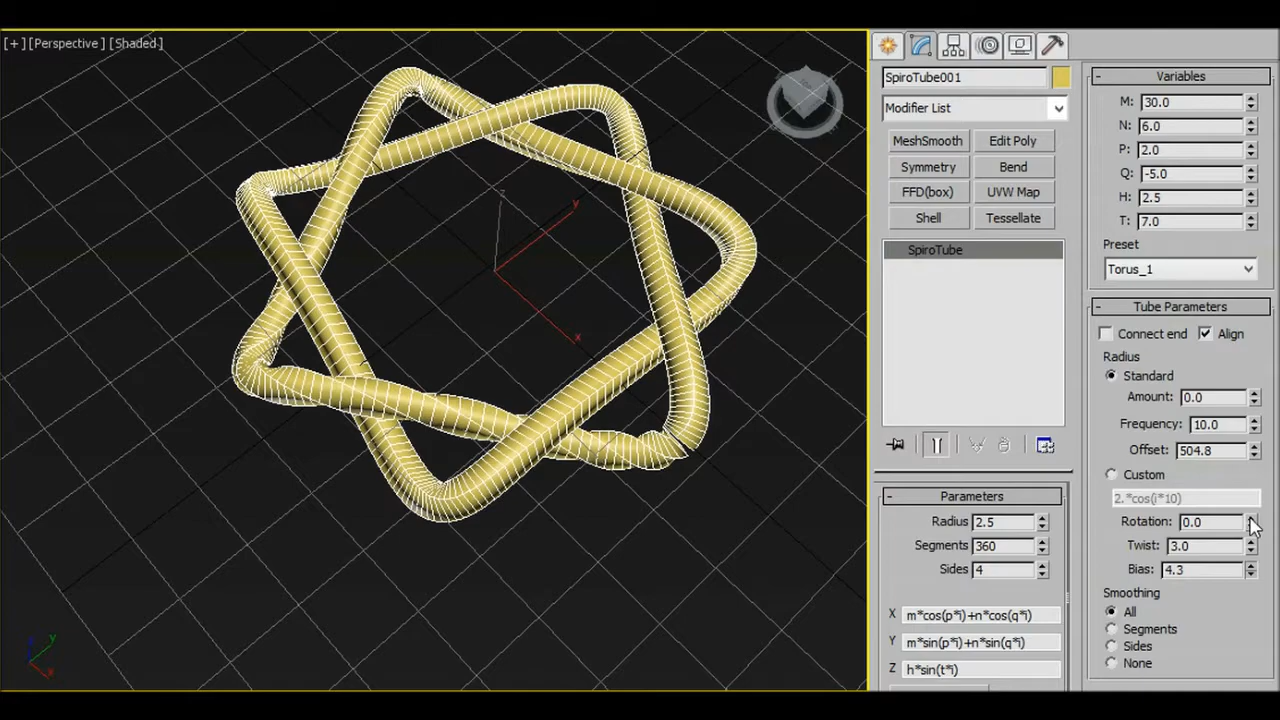 [+] [Perspective] [Shaded]
z
y
x
z
y
x
SpiroTube001
Modifier List
MeshSmooth
Edit Poly
Symmetry
Bend
FFD(box)
UVW Map
Shell
Tessellate
SpiroTube
- Parameters
Radius 2.5
Segments 360
Sides 4
X m*cos(p*i)+n*cos(q*i)
Y m*sin(p*i)+n*sin(q*i)
Z h*sin(t*i)
- Variables
M: 30.0
N: 6.0
P: 2.0
Q: -5.0
H: 2.5
T: 7.0
Preset
Torus_1
- Tube Parameters
Connect end Align
Radius
Standard
Amount: 0.0
Frequency: 10.0
Offset: 504.8
Custom
2.*cos(i*10)
Rotation: 0.0
Twist: 3.0
Bias: 4.3
Smoothing
All
Segments
Sides
None